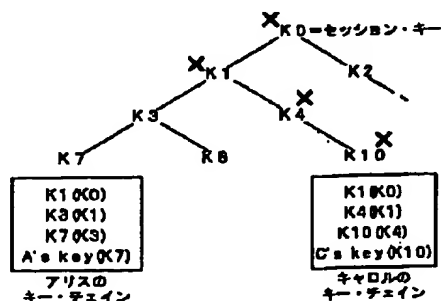 K0=セッション・キー
K1
K2
K3
K4
K7
K8
K10
K1(K0)
K3(K1)
K7(K3)
A's key(K7)
アリスの
キー・チェイン
K1(K0)
K4(K1)
K10(K4)
C's key(K10)
キャロルの
キー・チェイン